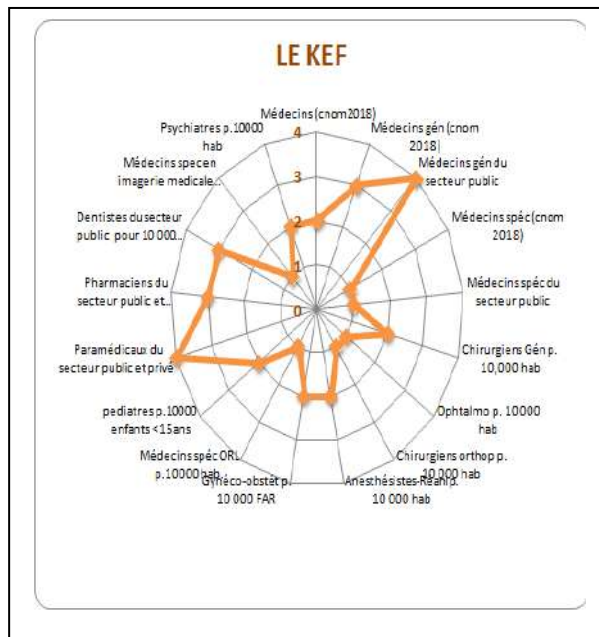 LE KEF
Médecins (cnom2018)
Médecins gén (cnom
2018)
Médecins gén du
secteur public
Médecins spéc (cnom
2018)
Médecins spéc du
secteur public
Chirurgiens Gén p.
10,000 hab
Ophtalmo p. 10000
hab
Chirurgiens orthop p.
10 000 hab
Anesthésistes-Réani p.
10 000 hab
Gynéco-obstét p.
10 000 FAR
Médecins spéc ORL
p.10000 hab
pediatres p.10000
enfants <15ans
Paramédicaux du
secteur public et privé
Pharmaciens du
secteur public et...
Dentistes du secteur
public pour 10 000...
Médecins spec en
imagerie medicale...
Psychiatres p.10000
hab
4
3
2
1
0